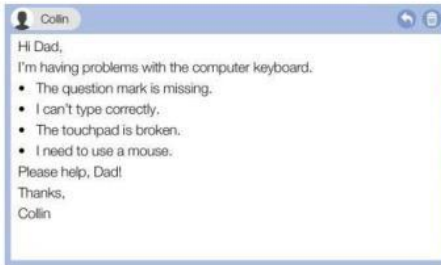 Collin
Hi Dad,
I'm having problems with the computer keyboard.
• The question mark is missing.
• I can't type correctly.
• The touchpad is broken.
• I need to use a mouse.
Please help, Dad!
Thanks,
Collin